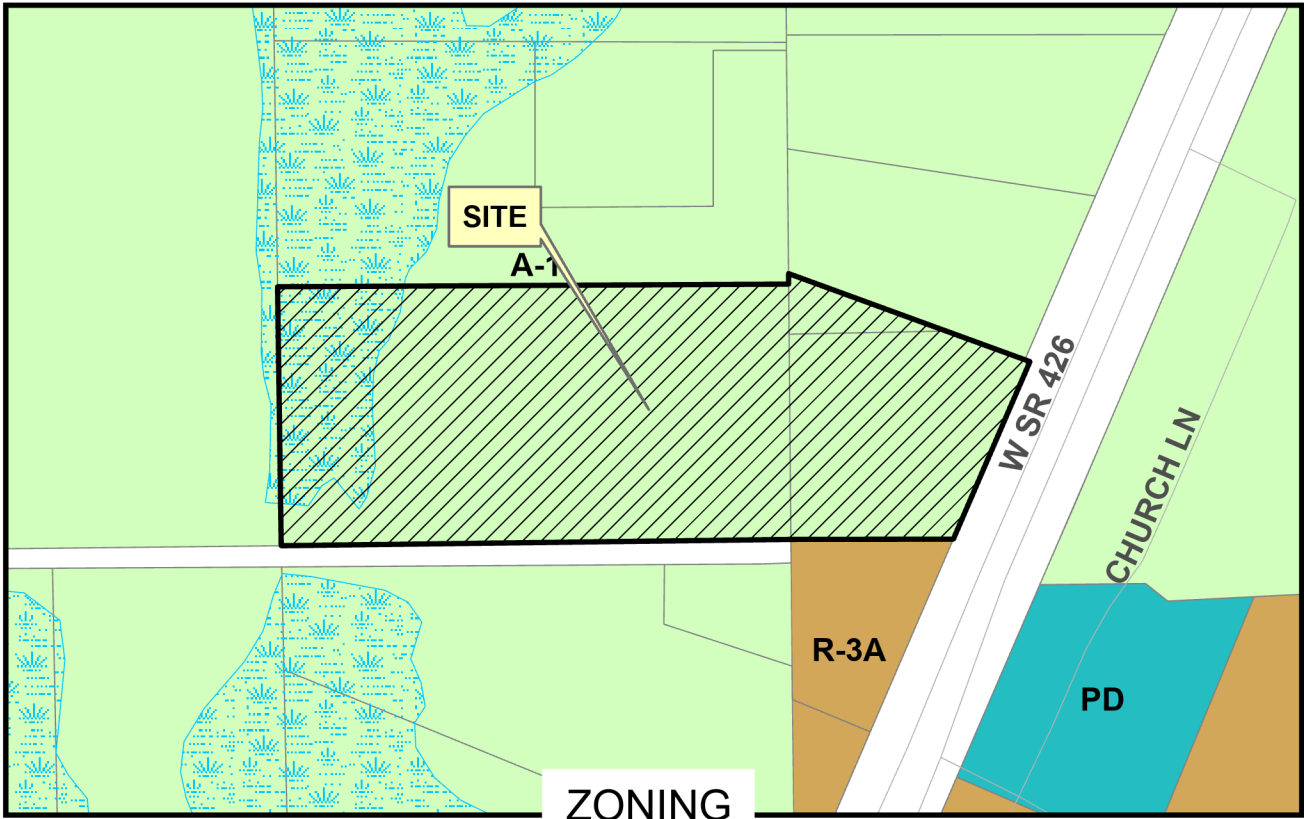 SITE
A-1
W SR 426
CHURCH LN
R-3A
PD
ZONING